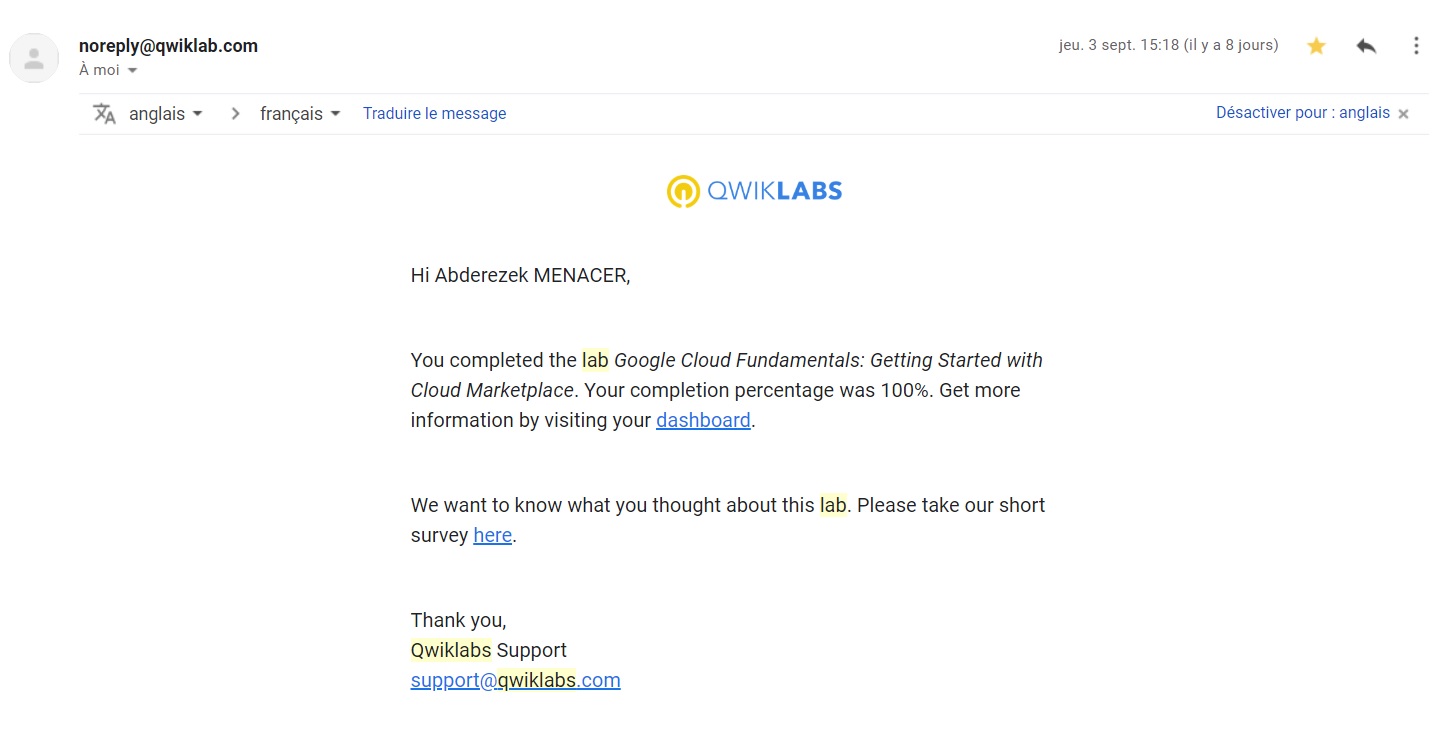 noreply@qwiklab.com
jeu. 3 sept. 15:18 (il y a 8 jours)
À moi
anglais
français
Traduire le message
Désactiver pour : anglais
QWIKLABS
Hi Abderezek MENACER,
You completed the lab Google Cloud Fundamentals: Getting Started with
Cloud Marketplace. Your completion percentage was 100%. Get more
information by visiting your dashboard.
We want to know what you thought about this lab. Please take our short
survey here.
Thank you,
Qwiklabs Support
support@qwiklabs.com